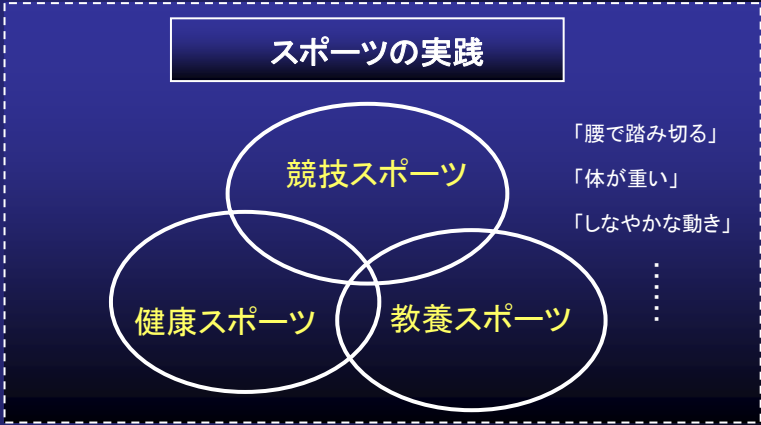 スポーツの実践
競技スポーツ
健康スポーツ
教養スポーツ
「腰で踏み切る」
「体が重い」
「しなやかな動き」
……